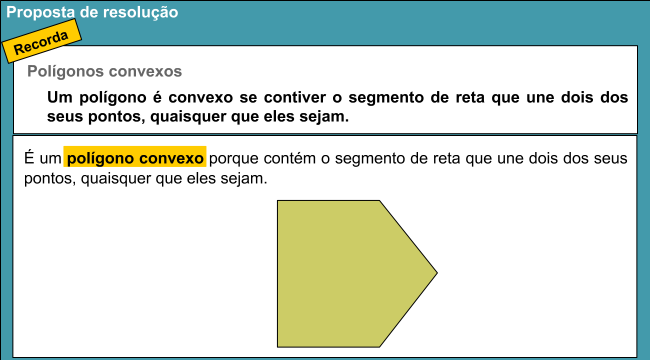 Proposta de resolução
Recorda
Polígonos convexos
Um polígono é convexo se contiver o segmento de reta que une dois dos
seus pontos, quaisquer que eles sejam.
É um polígono convexo porque contém o segmento de reta que une dois dos seus
pontos, quaisquer que eles sejam.